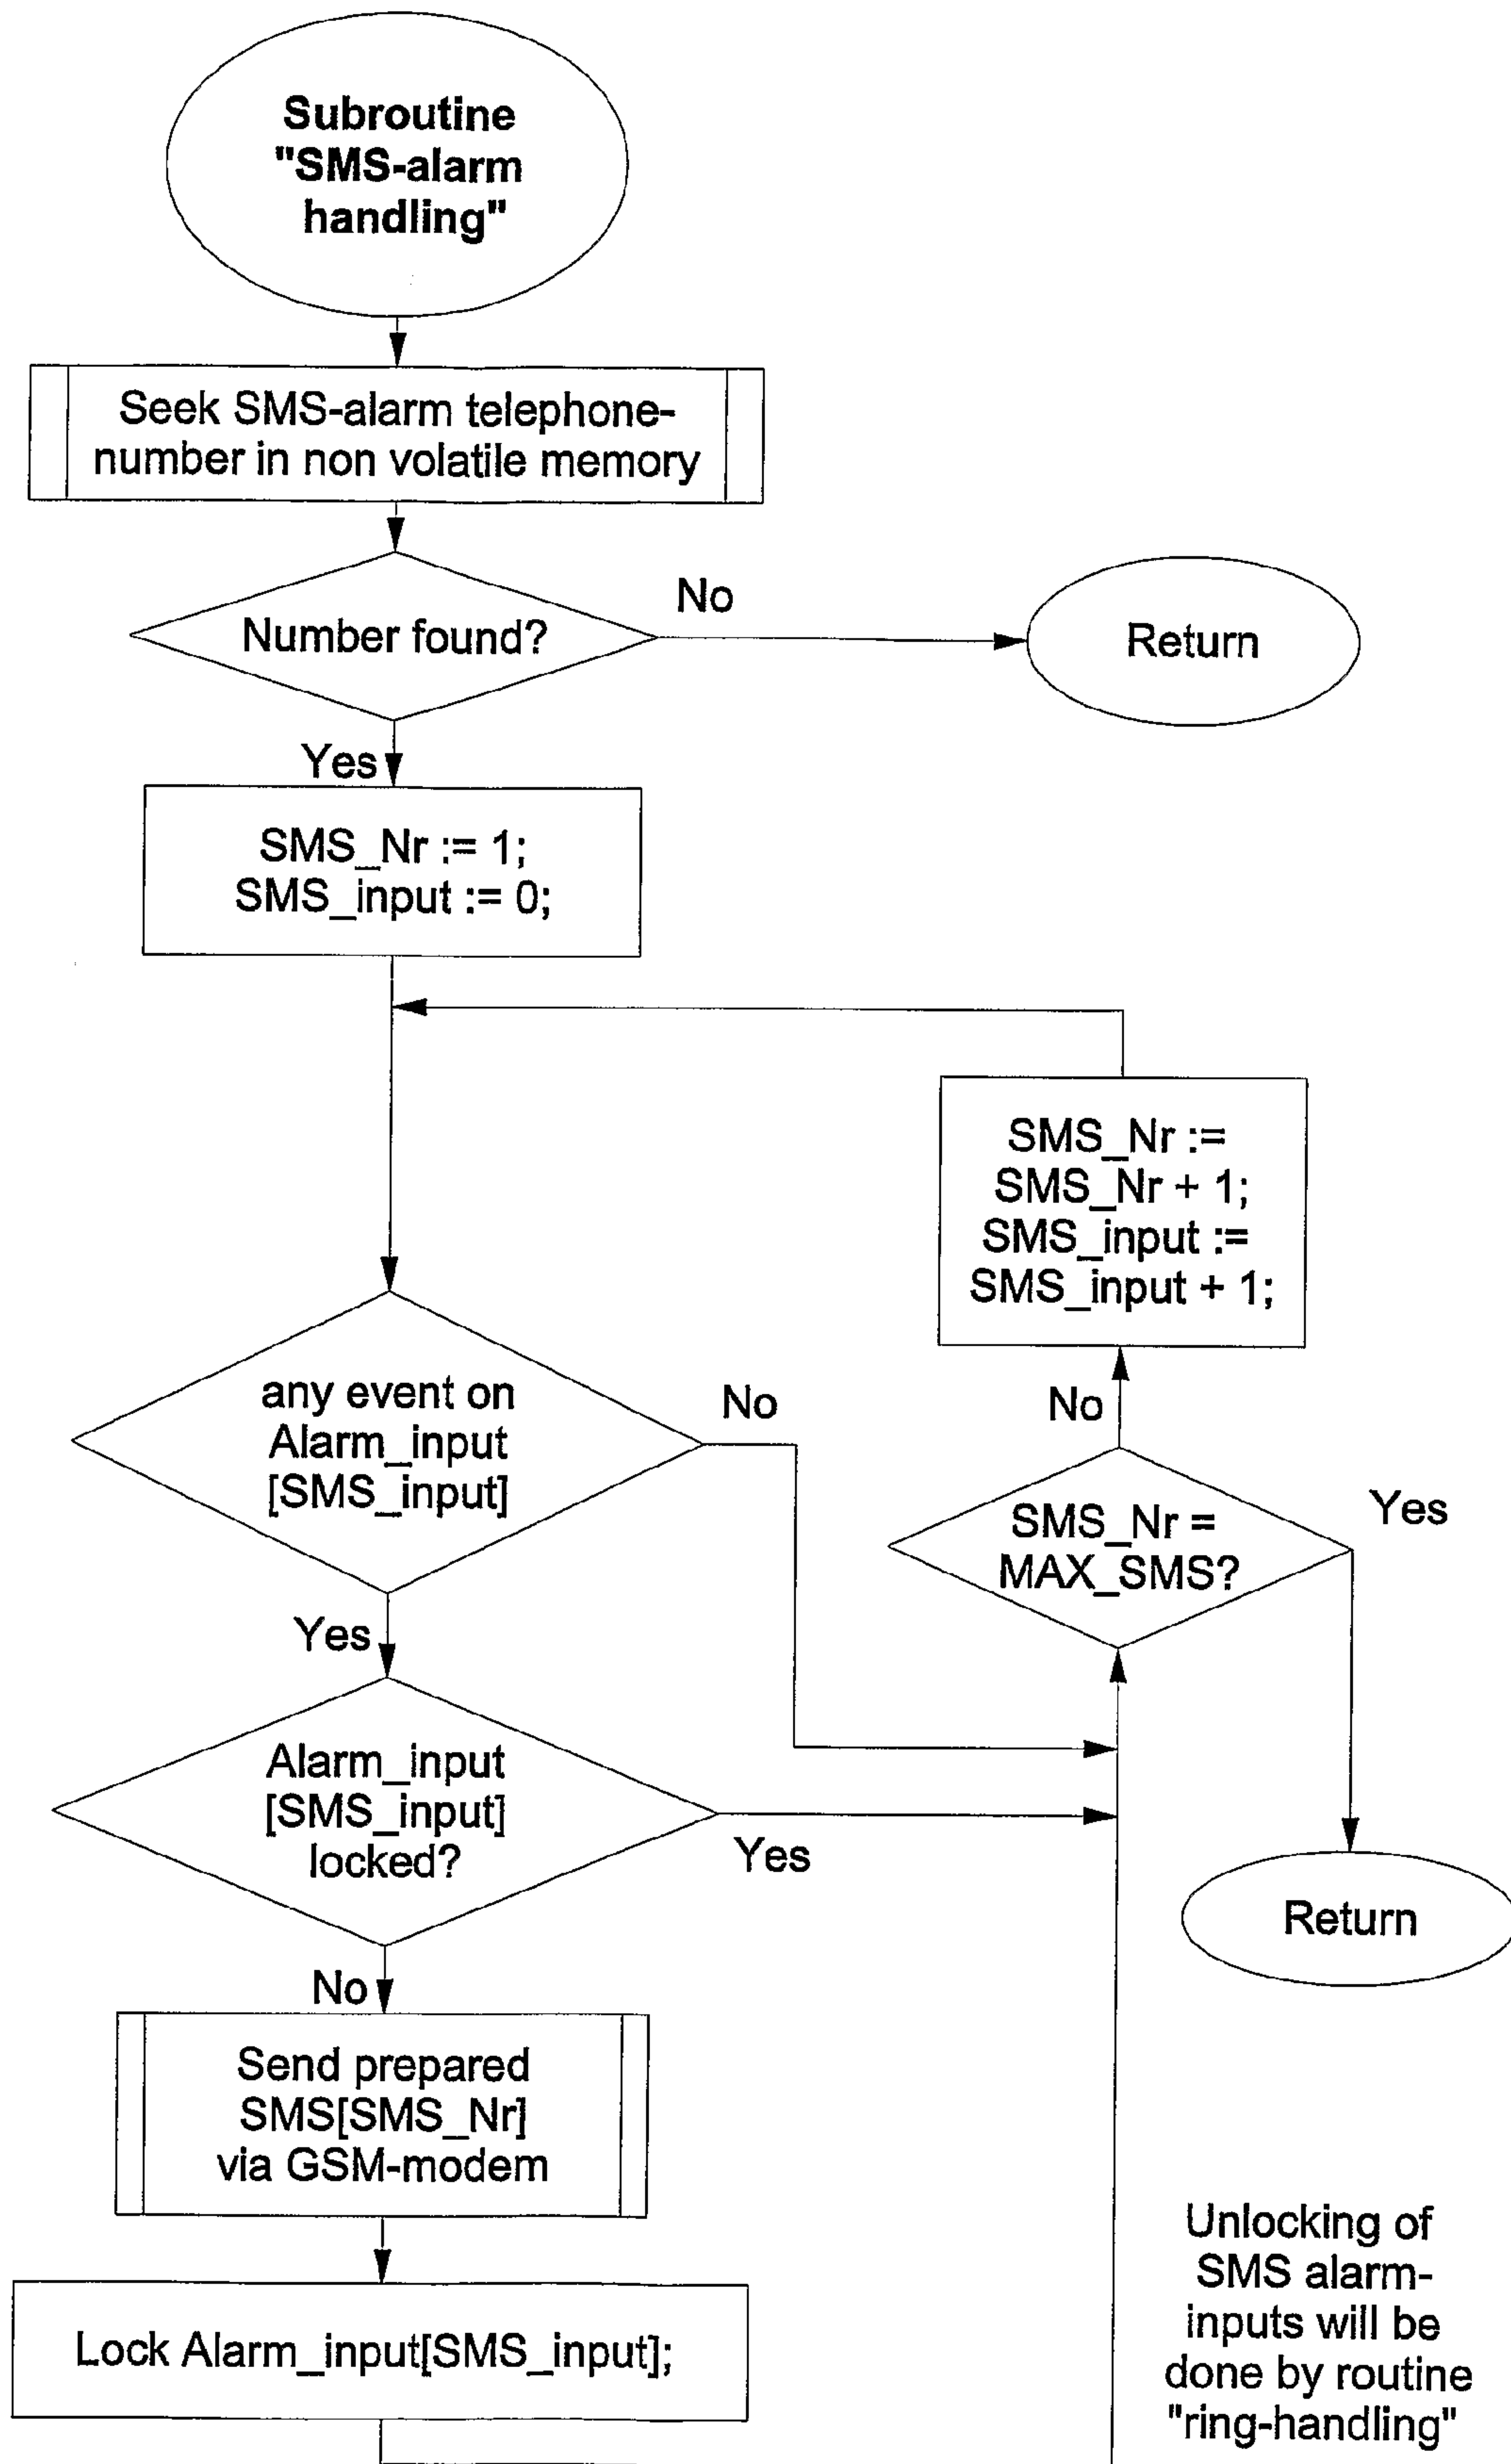 Subroutine
"SMS-alarm
handling"
Seek SMS-alarm telephone-
number in non volatile memory
Number found?
No
Return
Yes
SMS_Nr := 1;
SMS_input := 0;
SMS_Nr :=
SMS_Nr + 1;
SMS_input :=
SMS_input + 1;
any event on
Alarm_input
[SMS_input]
No
No
SMS_Nr =
MAX_SMS?
Yes
Yes
Alarm_input
[SMS_input]
locked?
Yes
Return
No
Send prepared
SMS[SMS_Nr]
via GSM-modem
Lock Alarm_input[SMS_input];
Unlocking of
SMS alarm-
inputs will be
done by routine
"ring-handling"